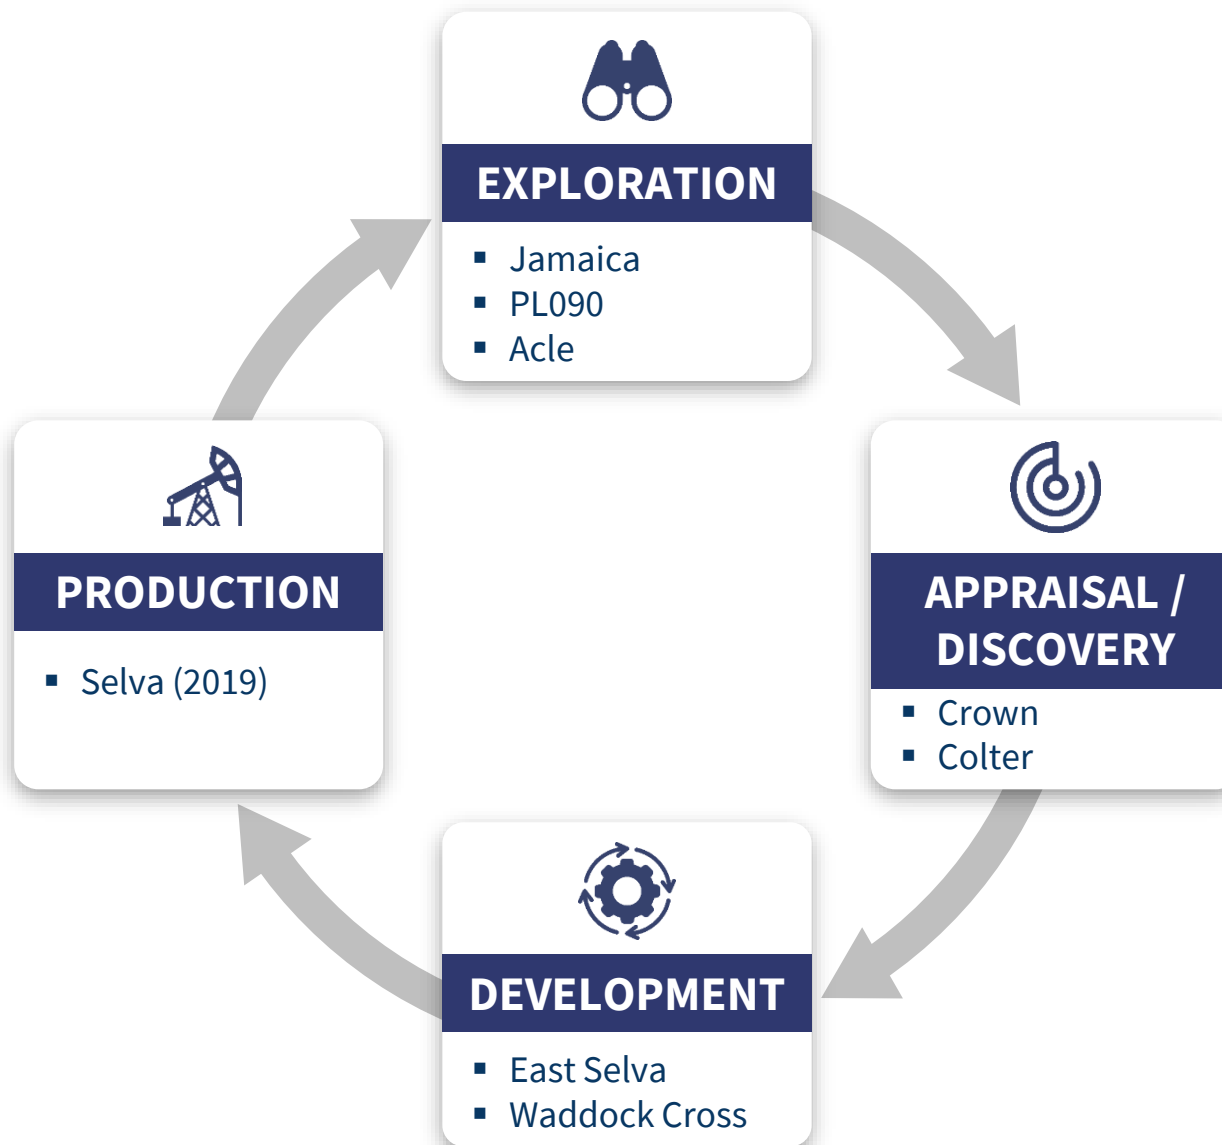 EXPLORATION
▪ Jamaica
▪ PL090
▪ Acle
APPRAISAL /
DISCOVERY
▪ Crown
▪ Colter
DEVELOPMENT
▪ East Selva
▪ Waddock Cross
PRODUCTION
▪ Selva (2019)